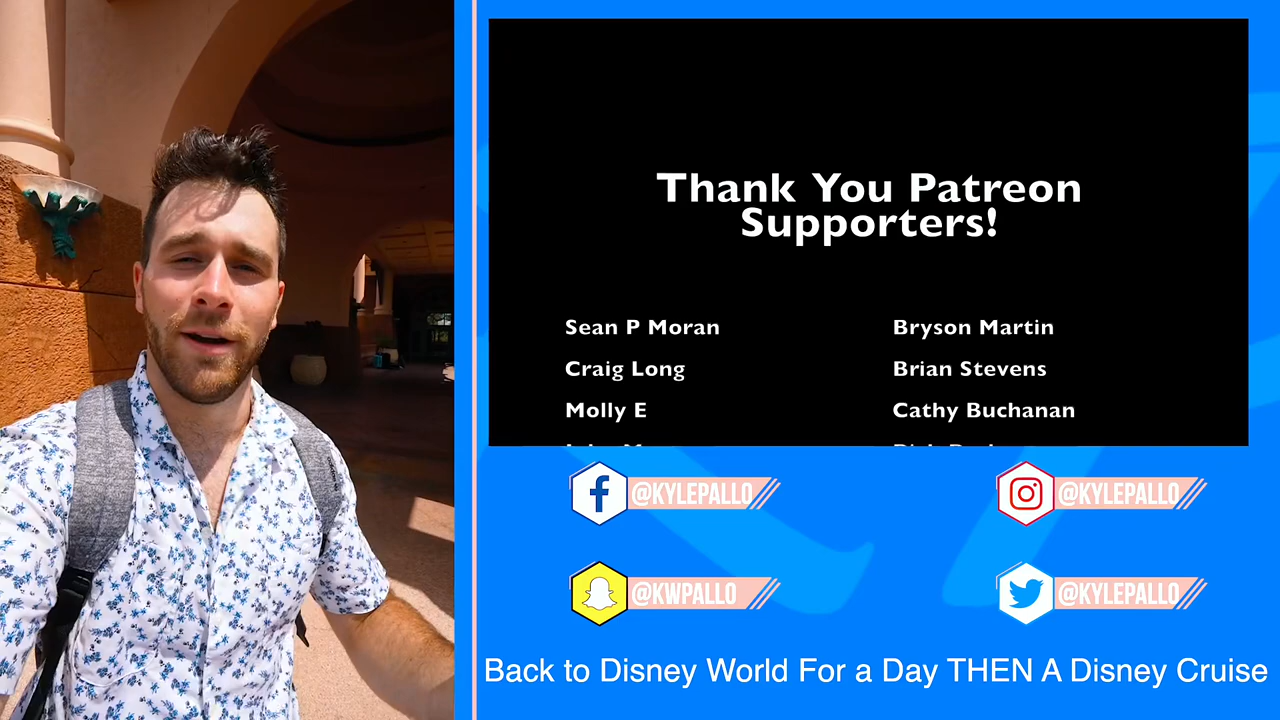 Thank You Patreon
Supporters!
Sean P Moran
Bryson Martin
Craig Long
Brian Stevens
Molly E
Cathy Buchanan
@KYLEPALLO
@KYLEPALLO
@KWPALLO
@KYLEPALLO
Back to Disney World For a Day THEN A Disney Cruise